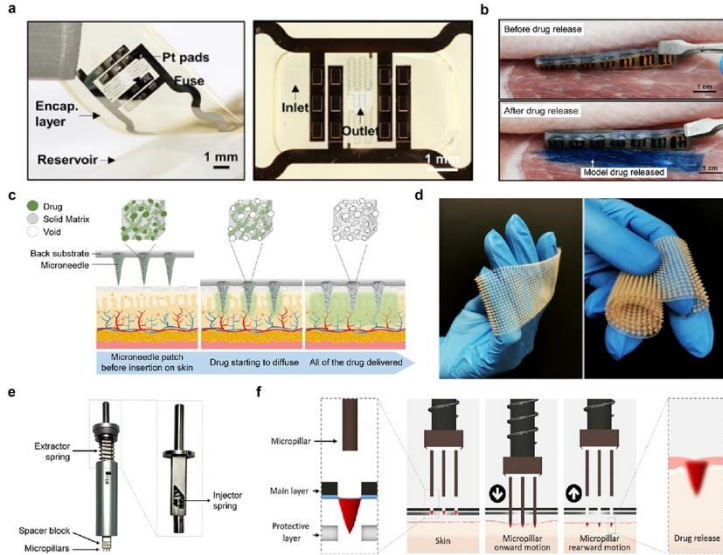 a
Pt pads
Fuse
Encap.
layer
Reservoir
1 mm
Inlet
Outlet
1 mm
b
Before drug release
1 cm
After drug release
Model drug released
1 cm
c
Drug
Solid Matrix
Void
Back substrate
Microneedle
Microneedle patch
before insertion on skin
Drug starting to diffuse
All of the drug delivered
d
e
Extractor
spring
Spacer block
Micropillars
Injector
spring
f
Micropillar
Main layer
Protective
layer
Skin
Micropillar
onward motion
Micropillar
rearward motion
Drug release